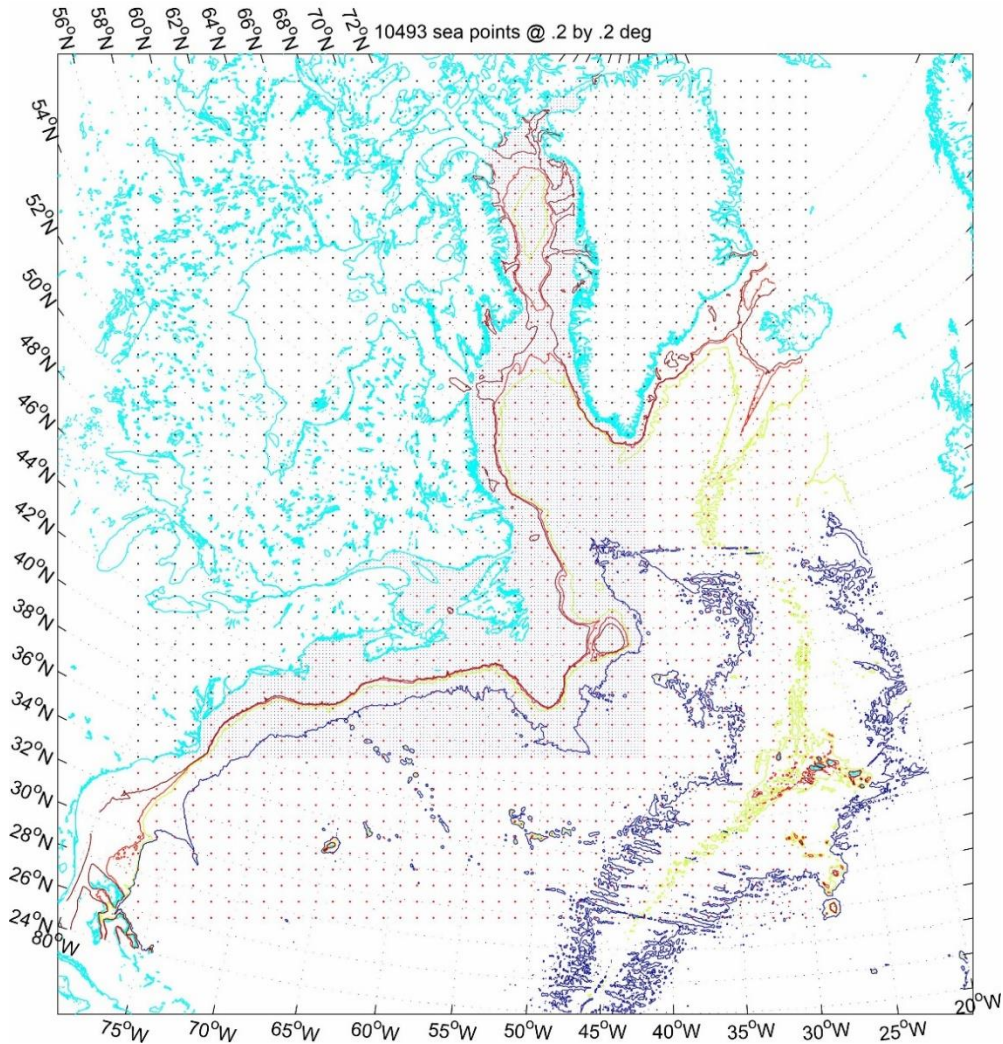 56°N 58°N 60°N 62°N 64°N 66°N 68°N 70°N 72°N 10493 sea points @ .2 by .2 deg
54°N
52°N
50°N
48°N
46°N
44°N
42°N
40°N
38°N
36°N
34°N
32°N
30°N
28°N
26°N
24°N
80°W 20°W
75°W 70°W 65°W 60°W 55°W 50°W 45°W 40°W 35°W 30°W 25°W